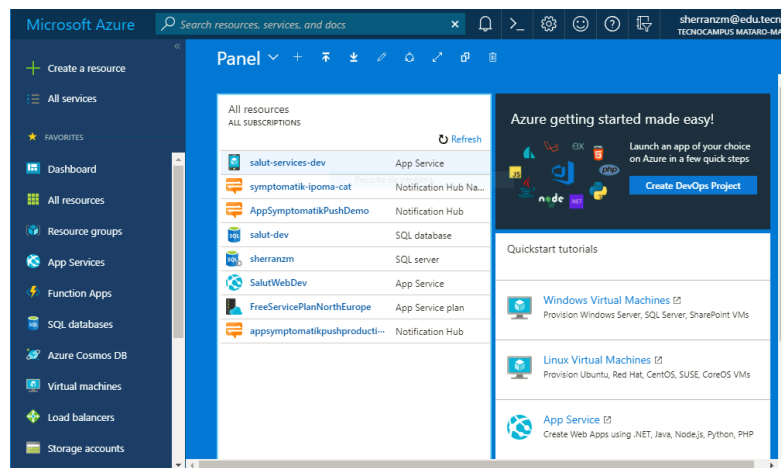 Microsoft Azure
Search resources, services, and docs
sherranzm@edu.tecn
TECNOCAMPUS MATARO-MA
Create a resource
All services
FAVORITES
Dashboard
All resources
Resource groups
App Services
Function Apps
SQL databases
Azure Cosmos DB
Virtual machines
Load balancers
Storage accounts
Panel
All resources
ALL SUBSCRIPTIONS
Refresh
salut-services-dev App Service
symptomatik-ipoma-cat Notification Hub Na...
AppSymptomatikPushDemo Notification Hub
salut-dev SQL database
sherranzm SQL server
SalutWebDev App Service
FreeServicePlanNorthEurope App Service plan
appsymptomatikpushproducti... Notification Hub
Azure getting started made easy!
Launch an app of your choice
on Azure in a few quick steps
Create DevOps Project
EX
JS
php
node
.NET
Quickstart tutorials
Windows Virtual Machines
Provision Windows Server, SQL Server, SharePoint VMs
Linux Virtual Machines
Provision Ubuntu, Red Hat, CentOS, SUSE, CoreOS VMs
App Service
Create Web Apps using .NET, Java, Node.js, Python, PHP